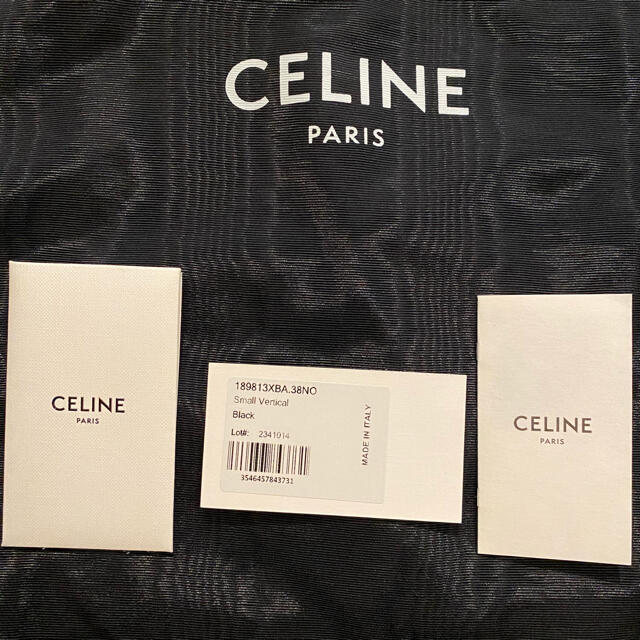 CELINE
PARIS
CELINE
PARIS
189813XBA.38NO
Small Vertical
Black
Lot#: 2341014
3546457843731
MADE IN ITALY
CELINE
PARIS